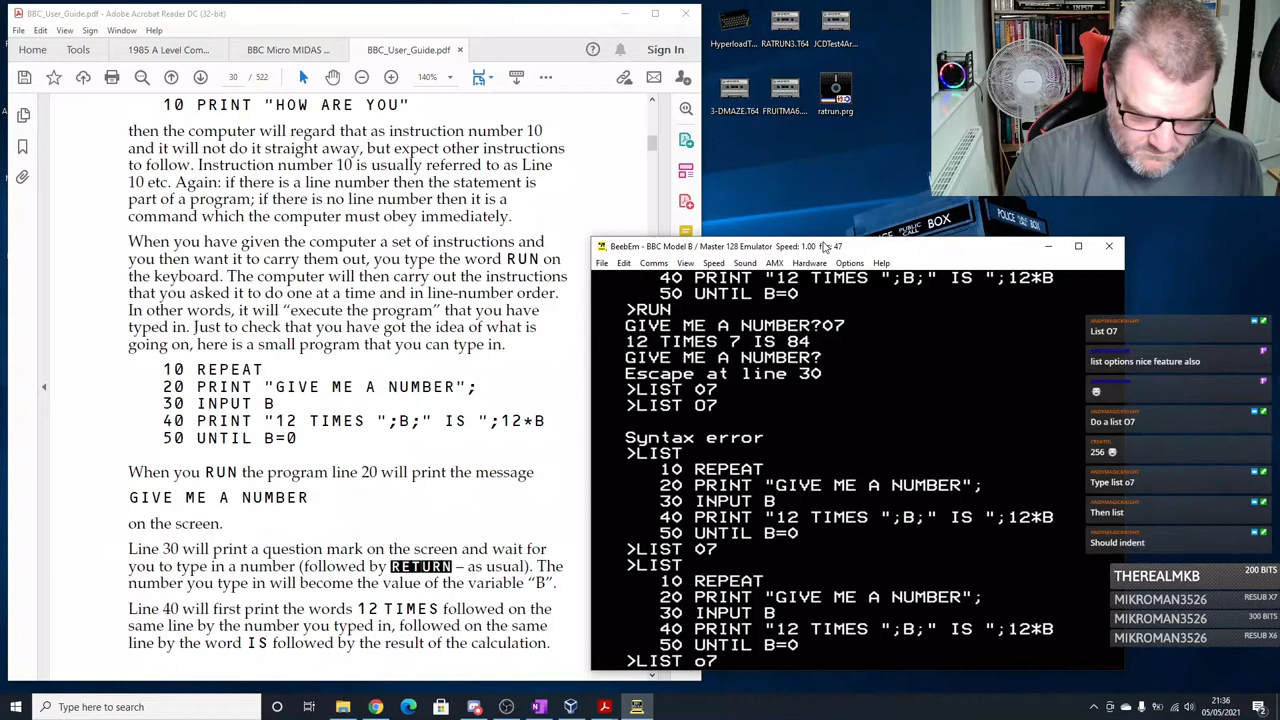 BBC_User_Guide.pdf - Adobe Acrobat Reader DC (32-bit)
File Edit View Sign Window Help
Home Tools 1985 A Level Com... BBC Micro MIDAS ... BBC_User_Guide.pdf Sign In
30 / 522 140%
10 PRINT "HOW ARE YOU"
then the computer will regard that as instruction number 10
and it will not do it straight away, but expect other instructions
to follow. Instruction number 10 is usually referred to as Line
10 etc. Again: if there is a line number then the statement is
part of a program; if there is no line number then it is a
command which the computer must obey immediately.
When you have given the computer a set of instructions and
you then want it to carry them out, you type the word RUN on
the keyboard. The computer will then carry out the instructions
that you asked it to do one at a time and in line-number order.
In other words, it will “execute the program” that you have
typed in. Just to check that you have got the idea of what is
going on, here is a small program that you can type in.
10 REPEAT
20 PRINT "GIVE ME A NUMBER";
30 INPUT B
40 PRINT "12 TIMES ";B;" IS ";12*B
50 UNTIL B=0
When you RUN the program line 20 will print the message
GIVE ME A NUMBER
on the screen.
Line 30 will print a question mark on the screen and wait for
you to type in a number (followed by RETURN – as usual). The
number you type in will become the value of the variable “B”.
Line 40 will first print the words 12 TIMES followed on the
same line by the number you typed in, followed on the same
line by the word IS followed by the result of the calculation.
HyperloadT... RATRUN3.T64 JCDTest4Ar...
3-DMAZE.T64 FRUITMA6.... ratrun.prg
PUBLIC CALL BOX
POLICE BOX
BeebEm - BBC Model B / Master 128 Emulator Speed: 1.00 fps: 47
File Edit Comms View Speed Sound AMX Hardware Options Help
40 PRINT "12 TIMES ";B;" IS ";12*B
50 UNTIL B=0
>RUN
GIVE ME A NUMBER?07
12 TIMES 7 IS 84
GIVE ME A NUMBER?
Escape at line 30
>LIST 07
>LIST O7
Syntax error
>LIST
10 REPEAT
20 PRINT "GIVE ME A NUMBER";
30 INPUT B
40 PRINT "12 TIMES ";B;" IS ";12*B
50 UNTIL B=0
>LIST 07
>LIST
10 REPEAT
20 PRINT "GIVE ME A NUMBER";
30 INPUT B
40 PRINT "12 TIMES ";B;" IS ";12*B
50 UNTIL B=0
>LIST o7
List O7
list options nice feature also
Do a list O7
256
Type list o7
Then list
Should indent
THEREALMKB 200 BITS
MIKROMAN3526 RESUB X7
MIKROMAN3526 300 BITS
MIKROMAN3526 RESUB X6
Type here to search
21:36
05/05/2021